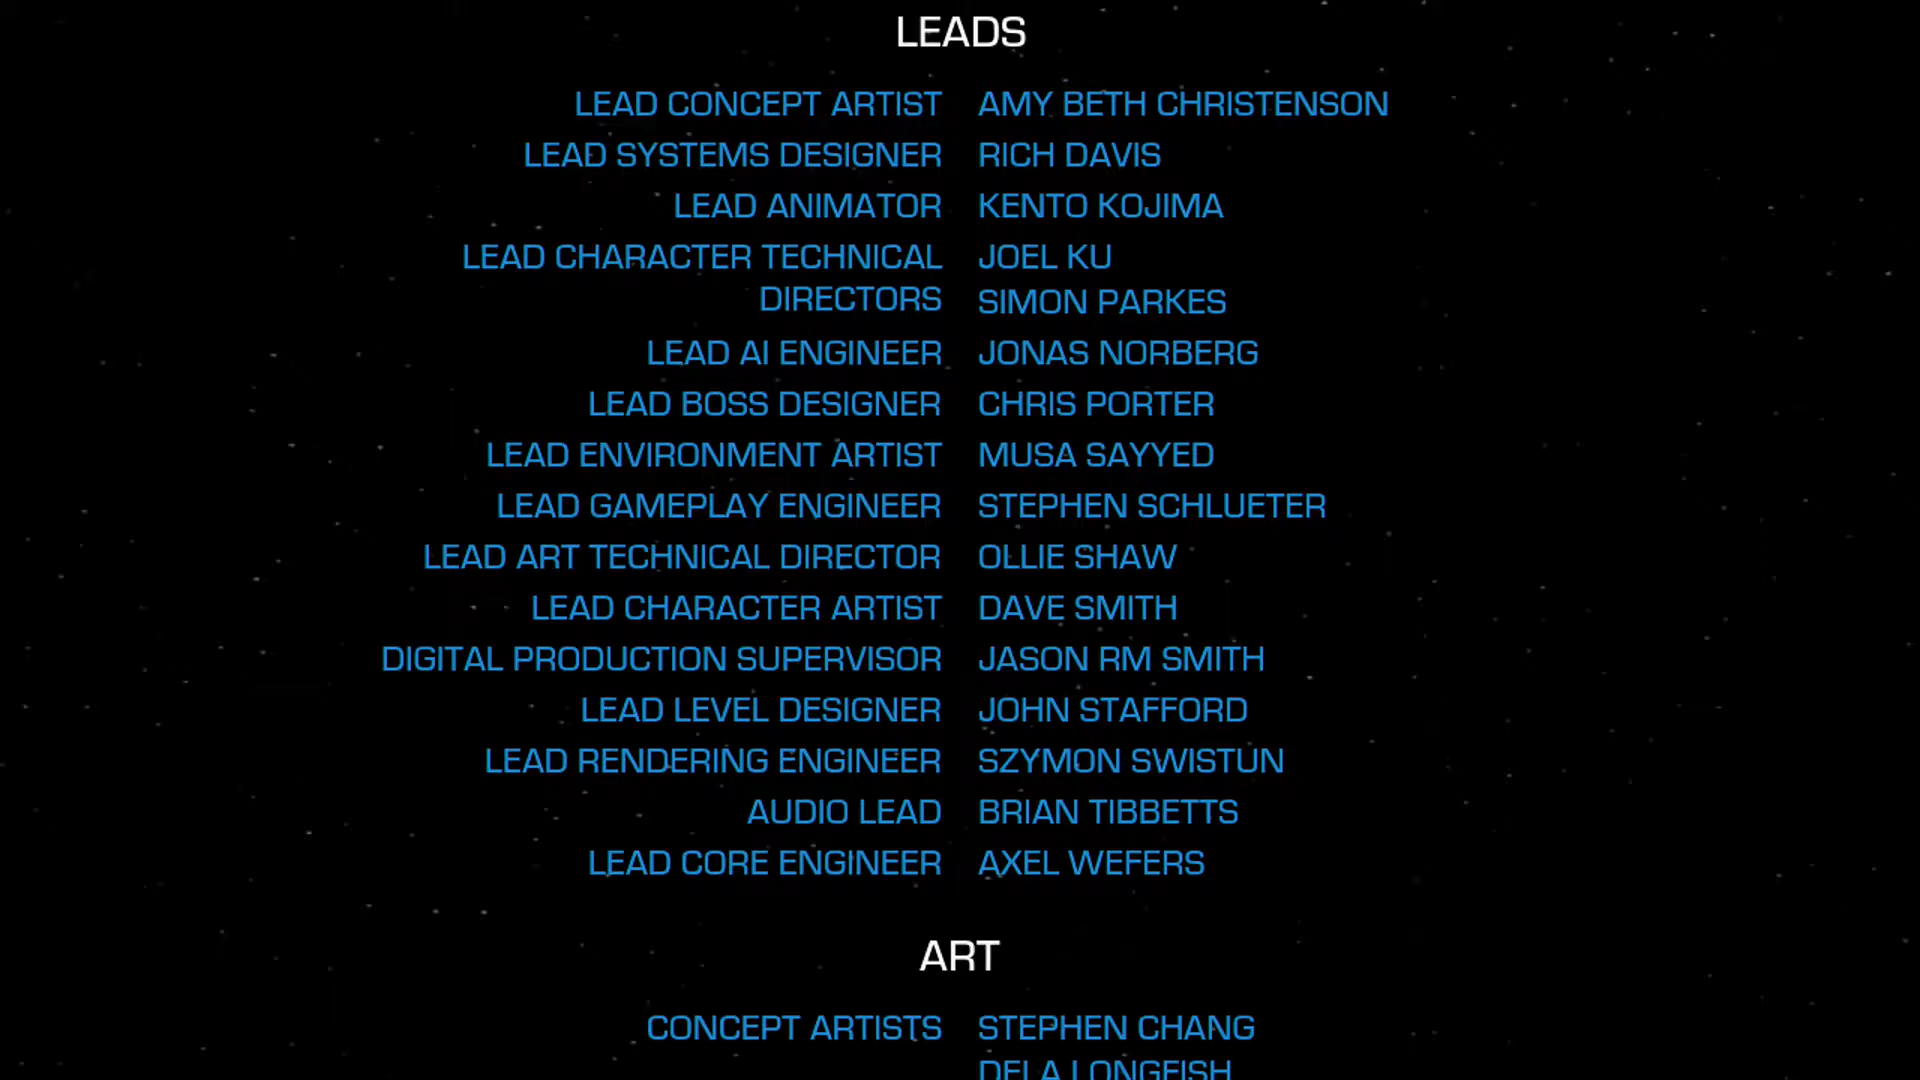 LEADS
LEAD CONCEPT ARTIST AMY BETH CHRISTENSON
LEAD SYSTEMS DESIGNER RICH DAVIS
LEAD ANIMATOR KENTO KOJIMA
LEAD CHARACTER TECHNICAL JOEL KU
DIRECTORS SIMON PARKES
LEAD AI ENGINEER JONAS NORBERG
LEAD BOSS DESIGNER CHRIS PORTER
LEAD ENVIRONMENT ARTIST MUSA SAYYED
LEAD GAMEPLAY ENGINEER STEPHEN SCHLUETER
LEAD ART TECHNICAL DIRECTOR OLLIE SHAW
LEAD CHARACTER ARTIST DAVE SMITH
DIGITAL PRODUCTION SUPERVISOR JASON RM SMITH
LEAD LEVEL DESIGNER JOHN STAFFORD
LEAD RENDERING ENGINEER SZYMON SWISTUN
AUDIO LEAD BRIAN TIBBETTS
LEAD CORE ENGINEER AXEL WEFERS
ART
CONCEPT ARTISTS STEPHEN CHANG
DELA LONGFISH